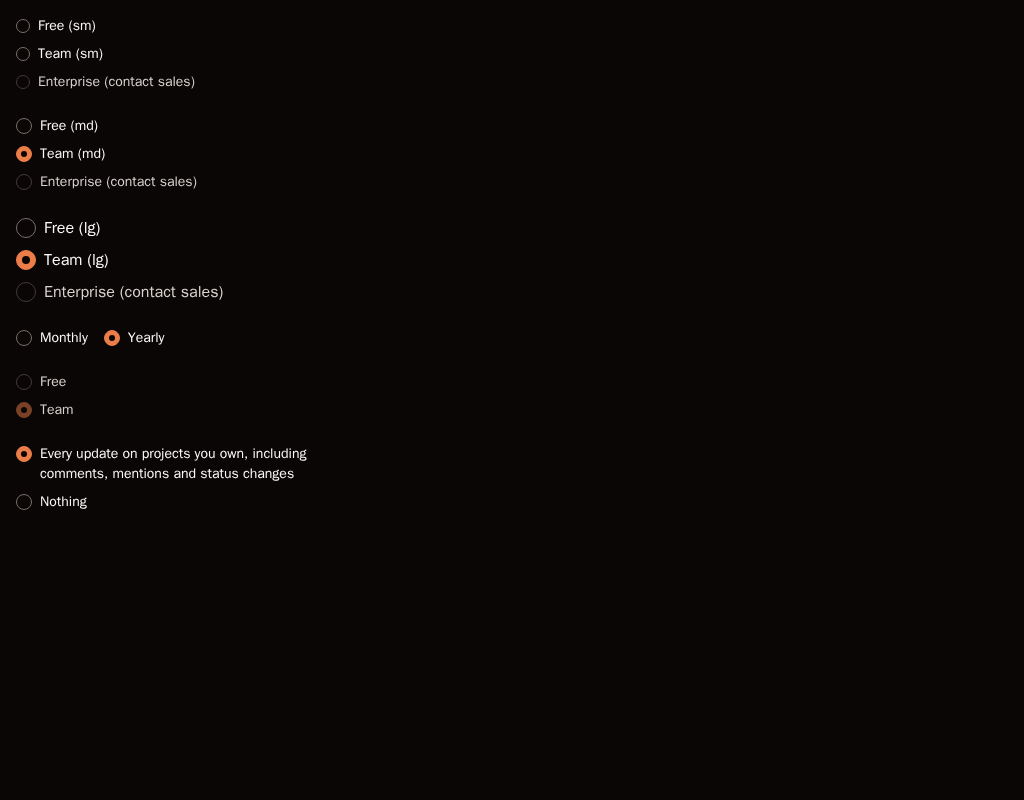 Free (sm)
Team (sm)
Enterprise (contact sales)
Free (md)
Team (md)
Enterprise (contact sales)
Free (lg)
Team (lg)
Enterprise (contact sales)
Monthly Yearly
Free
Team
Every update on projects you own, including
comments, mentions and status changes
Nothing